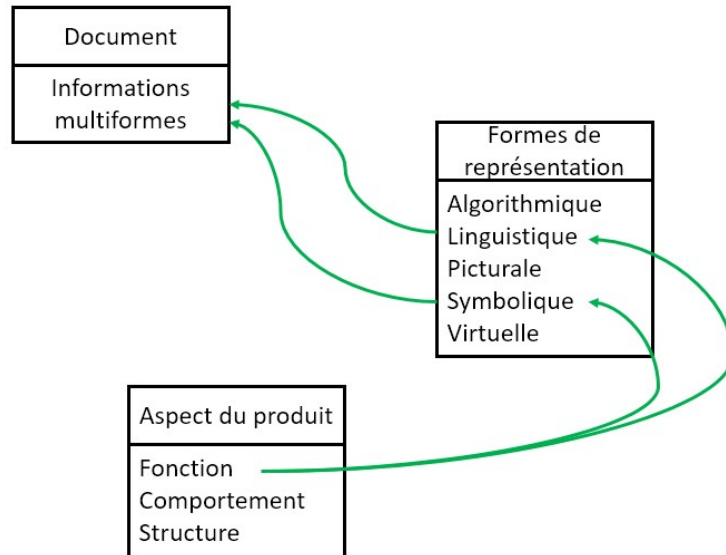 Document
Informations
multiformes
Formes de
représentation
Algorithmique
Linguistique
Picturale
Symbolique
Virtuelle
Aspect du produit
Fonction
Comportement
Structure